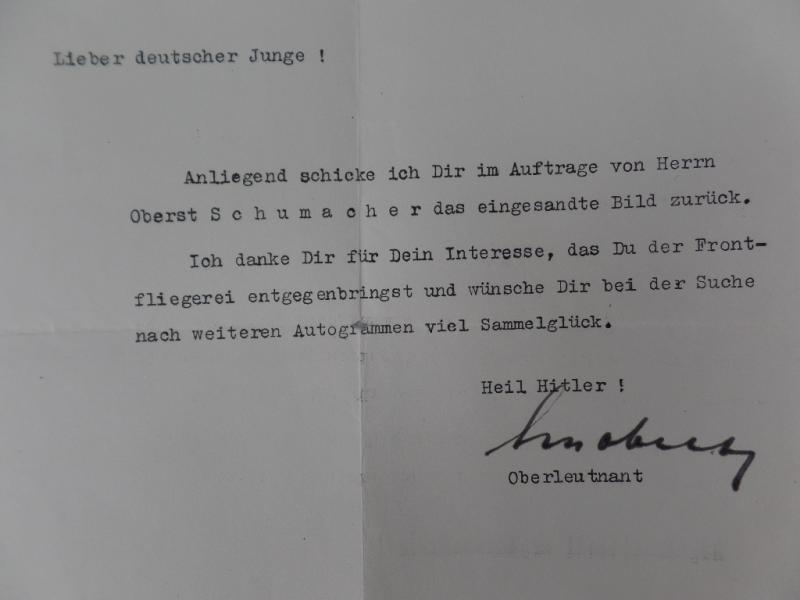 Lieber deutscher Junge !
Anliegend schicke ich Dir im Auftrage von Herrn
Oberst S c h u m a c h e r das eingesandte Bild zurück.
Ich danke Dir für Dein Interesse, das Du der Front-
fliegerei entgegenbringst und wünsche Dir bei der Suche
nach weiteren Autogrammen viel Sammelglück.
Heil Hitler !
Oberleutnant